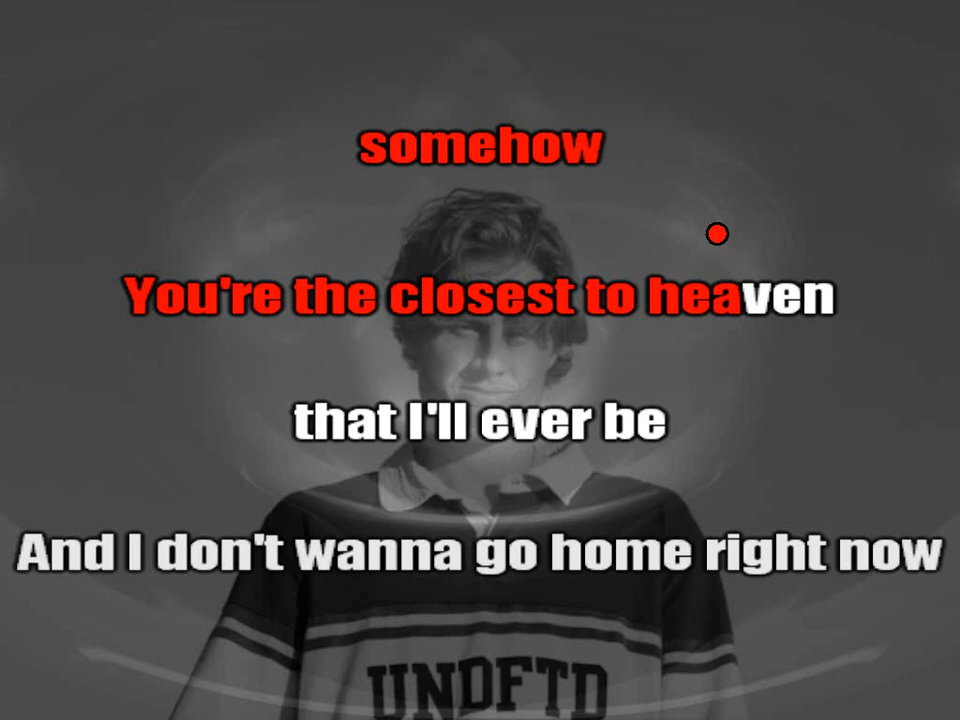 somehow
You're the closest to heaven
that I'll ever be
And I don't wanna go home right now
UNDFTD